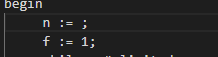 begin
n := ;
f := 1;